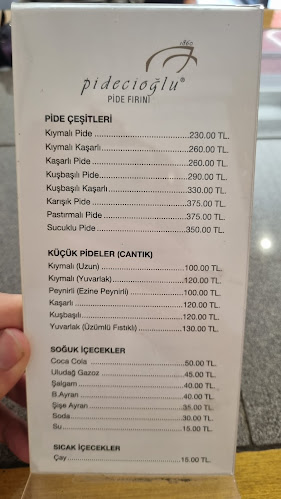 1860
pidecioğlu®
PİDE FIRINI
PİDE ÇEŞİTLERİ
Kıymalı Pide 230.00 TL.
Kıymalı Kaşarlı 260.00 TL.
Kaşarlı Pide 260.00 TL.
Kuşbaşılı Pide 290.00 TL.
Kuşbaşılı Kaşarlı 330.00 TL.
Karışık Pide 375.00 TL.
Pastırmalı Pide 375.00 TL.
Sucuklu Pide 350.00 TL.
KÜÇÜK PİDELER (CANTIK)
Kıymalı (Uzun) 100.00 TL.
Kıymalı (Yuvarlak) 120.00 TL.
Peynirli (Ezine Peynirli) 100.00 TL.
Kaşarlı 120.00 TL.
Kuşbaşılı 120.00 TL.
Yuvarlak (Üzümlü Fıstıklı) 130.00 TL.
SOĞUK İÇECEKLER
Coca Cola 50.00 TL.
Uludağ Gazoz 45.00 TL.
Şalgam 40.00 TL.
B.Ayran 40.00 TL.
Şişe Ayran 35.00 TL.
Soda 30.00 TL.
Su 15.00 TL.
SICAK İÇECEKLER
Çay 15.00 TL.